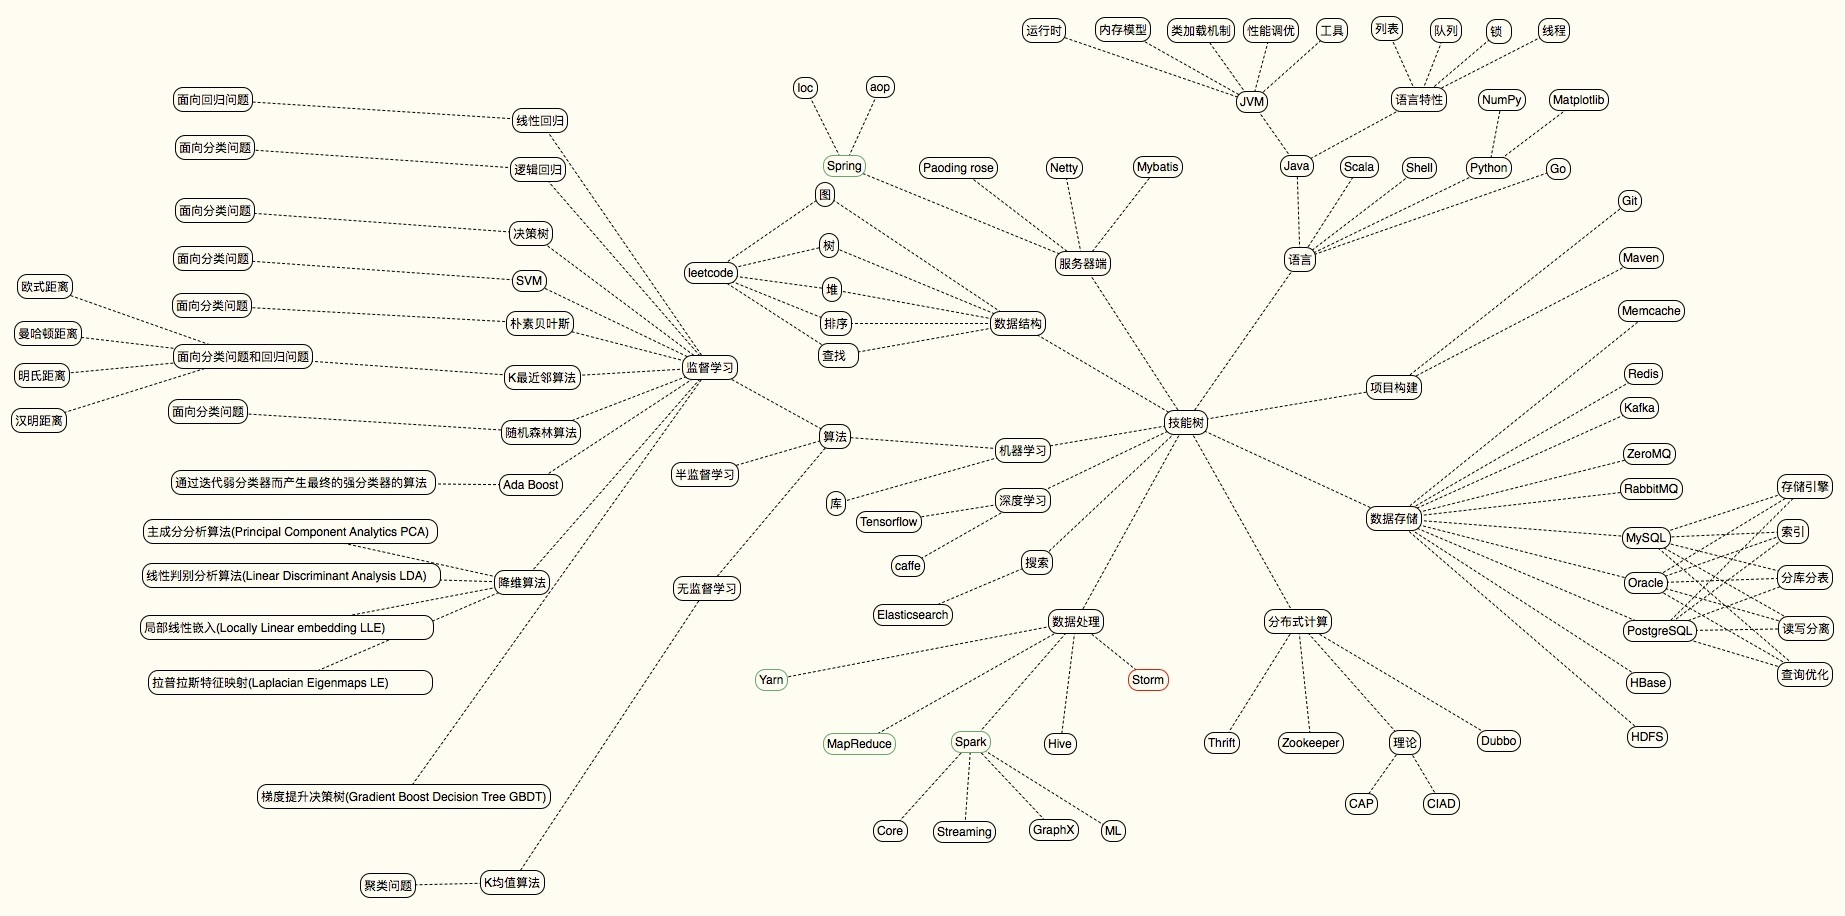 运行时
内存模型
类加载机制
性能调优
工具
列表
队列
锁
线程
Ioc
aop
面向回归问题
JVM
语言特性
NumPy
Matplotlib
线性回归
面向分类问题
逻辑回归
Spring
Paoding rose
Netty
Mybatis
Java
Scala
Shell
Python
Go
图
Git
面向分类问题
决策树
树
leetcode
服务器端
语言
Maven
面向分类问题
SVM
欧式距离
堆
面向分类问题
朴素贝叶斯
排序
数据结构
Memcache
曼哈顿距离
面向分类问题和回归问题
查找
监督学习
明氏距离
K最近邻算法
项目构建
Redis
汉明距离
面向分类问题
随机森林算法
算法
机器学习
技能树
Kafka
半监督学习
ZeroMQ
通过迭代弱分类器而产生最终的强分类器的算法
Ada Boost
库
深度学习
RabbitMQ
存储引擎
主成分分析算法(Principal Component Analytics PCA)
Tensorflow
数据存储
MySQL
索引
线性判别分析算法(Linear Discriminant Analysis LDA)
降维算法
无监督学习
caffe
搜索
Oracle
分库分表
局部线性嵌入(Locally Linear embedding LLE)
Elasticsearch
数据处理
分布式计算
PostgreSQL
读写分离
拉普拉斯特征映射(Laplacian Eigenmaps LE)
Yarn
Storm
HBase
查询优化
MapReduce
Spark
Hive
Thrift
Zookeeper
理论
Dubbo
HDFS
梯度提升决策树(Gradient Boost Decision Tree GBDT)
CAP
CIAD
Core
Streaming
GraphX
ML
聚类问题
K均值算法